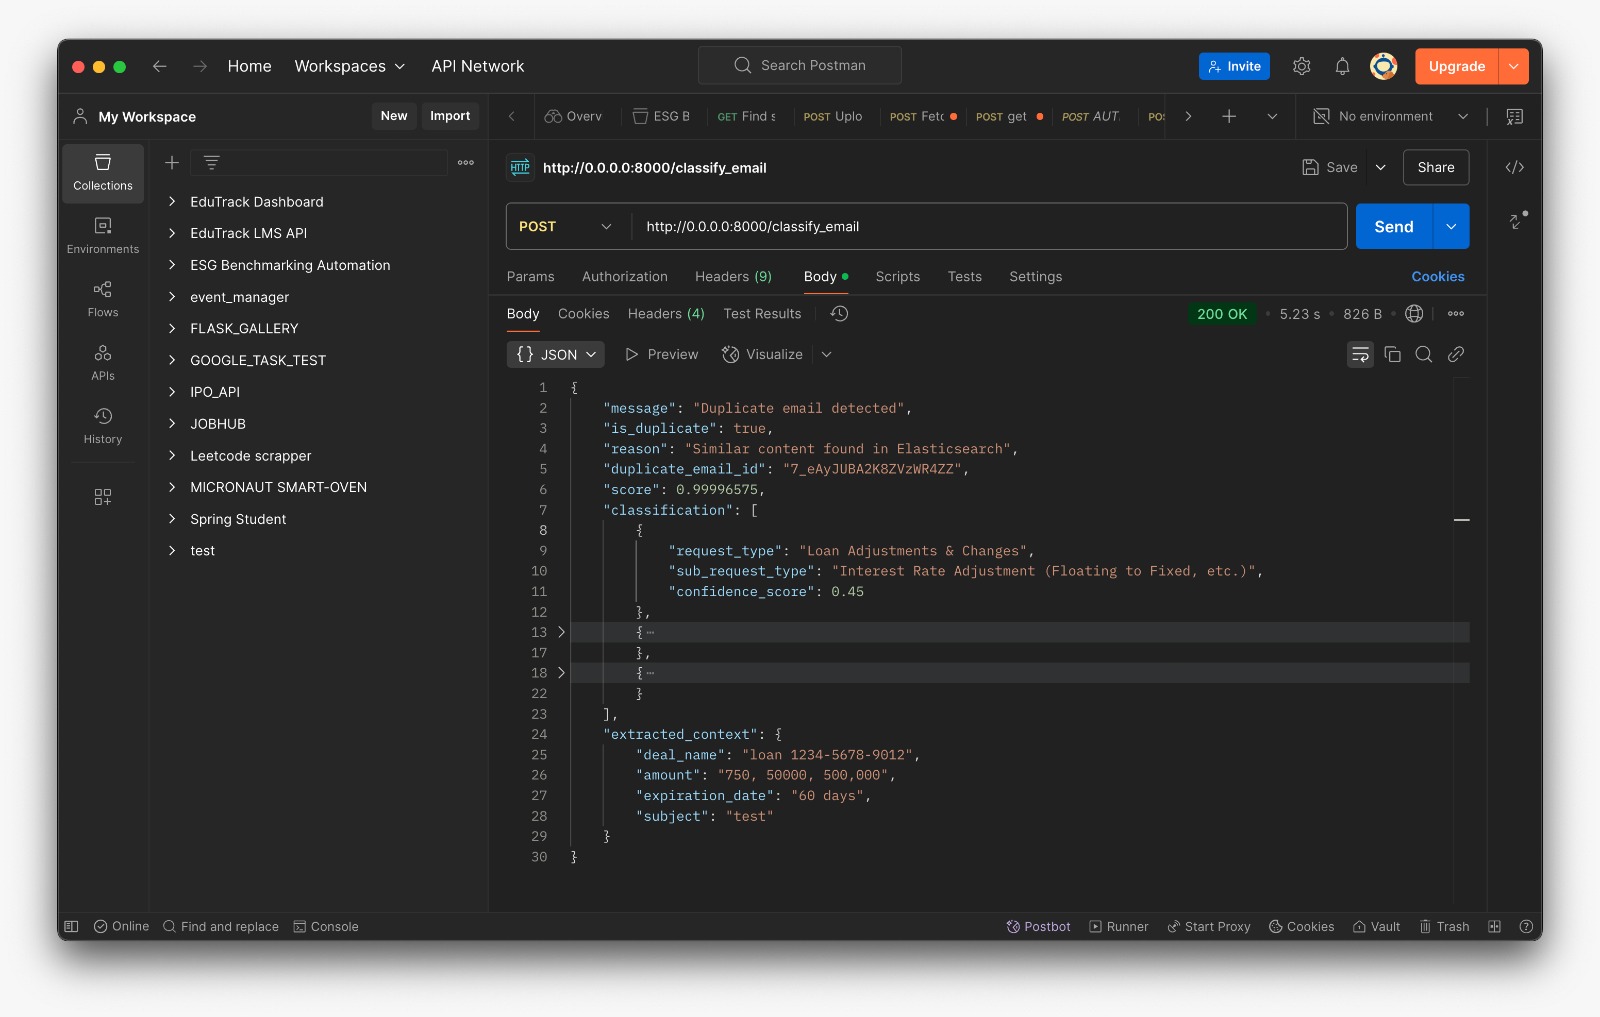 Home
Workspaces
API Network
Search Postman
Invite
Upgrade
My Workspace
New
Import
Overv
ESG B
GET Find s
POST Uplo
POST Fetc
POST get
POST AUT
POS
No environment
Collections
Environments
Flows
APIs
History
EduTrack Dashboard
EduTrack LMS API
ESG Benchmarking Automation
event_manager
FLASK_GALLERY
GOOGLE_TASK_TEST
IPO_API
JOBHUB
Leetcode scrapper
MICRONAUT SMART-OVEN
Spring Student
test
HTTP http://0.0.0.0:8000/classify_email
Save
Share
POST http://0.0.0.0:8000/classify_email
Send
Params Authorization Headers (9) Body Scripts Tests Settings Cookies
Body Cookies Headers (4) Test Results 200 OK • 5.23 s • 826 B
{} JSON Preview Visualize
1 {
2 "message": "Duplicate email detected",
3 "is_duplicate": true,
4 "reason": "Similar content found in Elasticsearch",
5 "duplicate_email_id": "7_eAyJUBA2K8ZVzWR4ZZ",
6 "score": 0.99996575,
7 "classification": [
8 {
9 "request_type": "Loan Adjustments & Changes",
10 "sub_request_type": "Interest Rate Adjustment (Floating to Fixed, etc.)",
11 "confidence_score": 0.45
12 },
13 { ⋯
17 },
18 { ⋯
22 }
23 ],
24 "extracted_context": {
25 "deal_name": "loan 1234-5678-9012",
26 "amount": "750, 50000, 500,000",
27 "expiration_date": "60 days",
28 "subject": "test"
29 }
30 }
Online Find and replace Console Postbot Runner Start Proxy Cookies Vault Trash